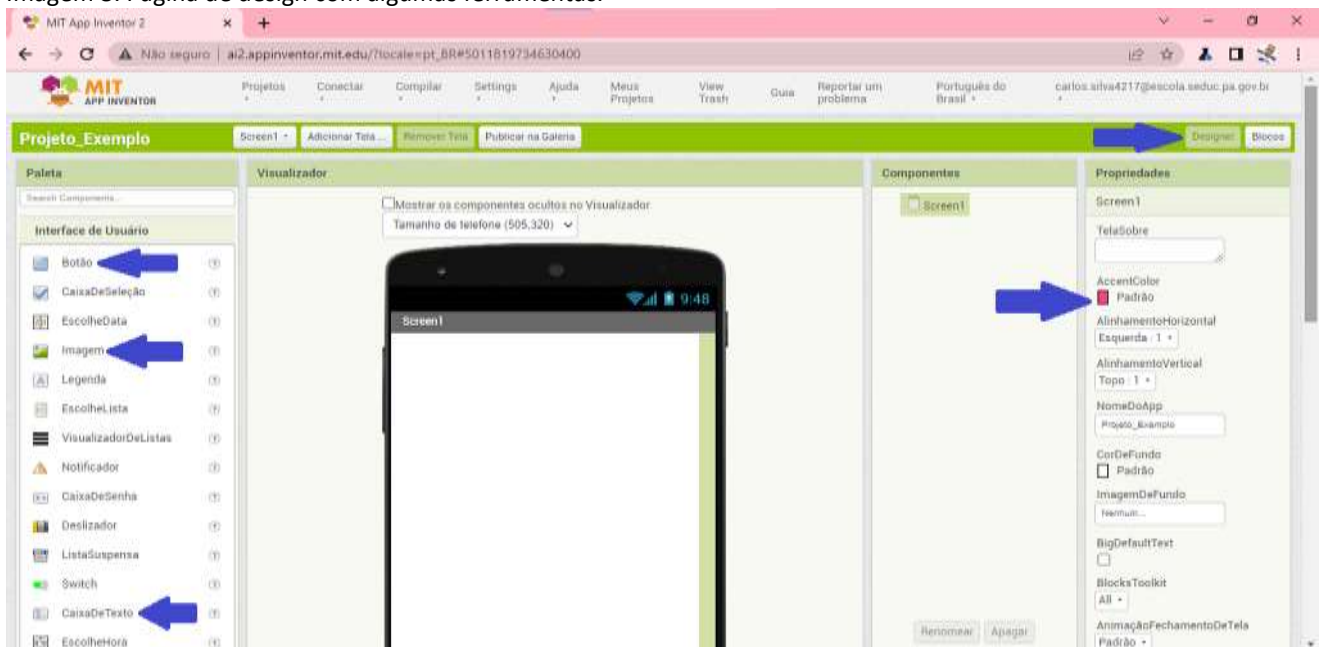 Imagem 3. Página de design com algumas ferramentas.
MIT App Inventor 2
Não seguro ai2.appinventor.mit.edu/?locale=pt_BR#5011819734630400
MIT APP INVENTOR
Projetos Conectar Compilar Settings Ajuda Meus Projetos View Trash Guia Reportar um problema Português do Brasil carlos.silva4217@escola.seduc.pa.gov.br
Projeto_Exemplo Screen1 Adicionar Tela ... Remover Tela Publicar na Galeria Designer Blocos
Paleta Visualizador Componentes Propriedades
Search Components...
Interface de Usuário
Botão
CaixaDeSeleção
EscolheData
Imagem
Legenda
EscolheLista
VisualizadorDeListas
Notificador
CaixaDeSenha
Deslizador
ListaSuspensa
Switch
CaixaDeTexto
EscolheHora
Mostrar os componentes ocultos no Visualizador
Tamanho de telefone (505,320)
9:48
Screen1
Screen1
Renomear Apagar
Screen1
TelaSobre
AccentColor
Padrão
AlinhamentoHorizontal
Esquerda : 1
AlinhamentoVertical
Topo : 1
NomeDoApp
Projeto_Exemplo
CorDeFundo
Padrão
ImagemDeFundo
Nenhum...
BigDefaultText
BlocksToolkit
All
AnimaçãoFechamentoDeTela
Padrão